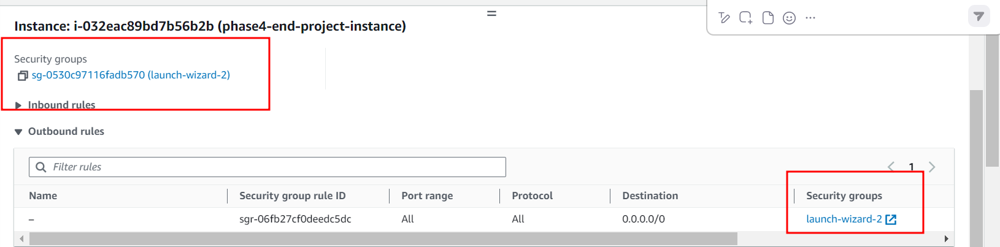 Instance: i-032eac89bd7b56b2b (phase4-end-project-instance)
Security groups
sg-0530c97116fadb570 (launch-wizard-2)
Inbound rules
Outbound rules
Filter rules
1
Name Security group rule ID Port range Protocol Destination Security groups
– sgr-06fb27cf0deedc5dc All All 0.0.0.0/0 launch-wizard-2